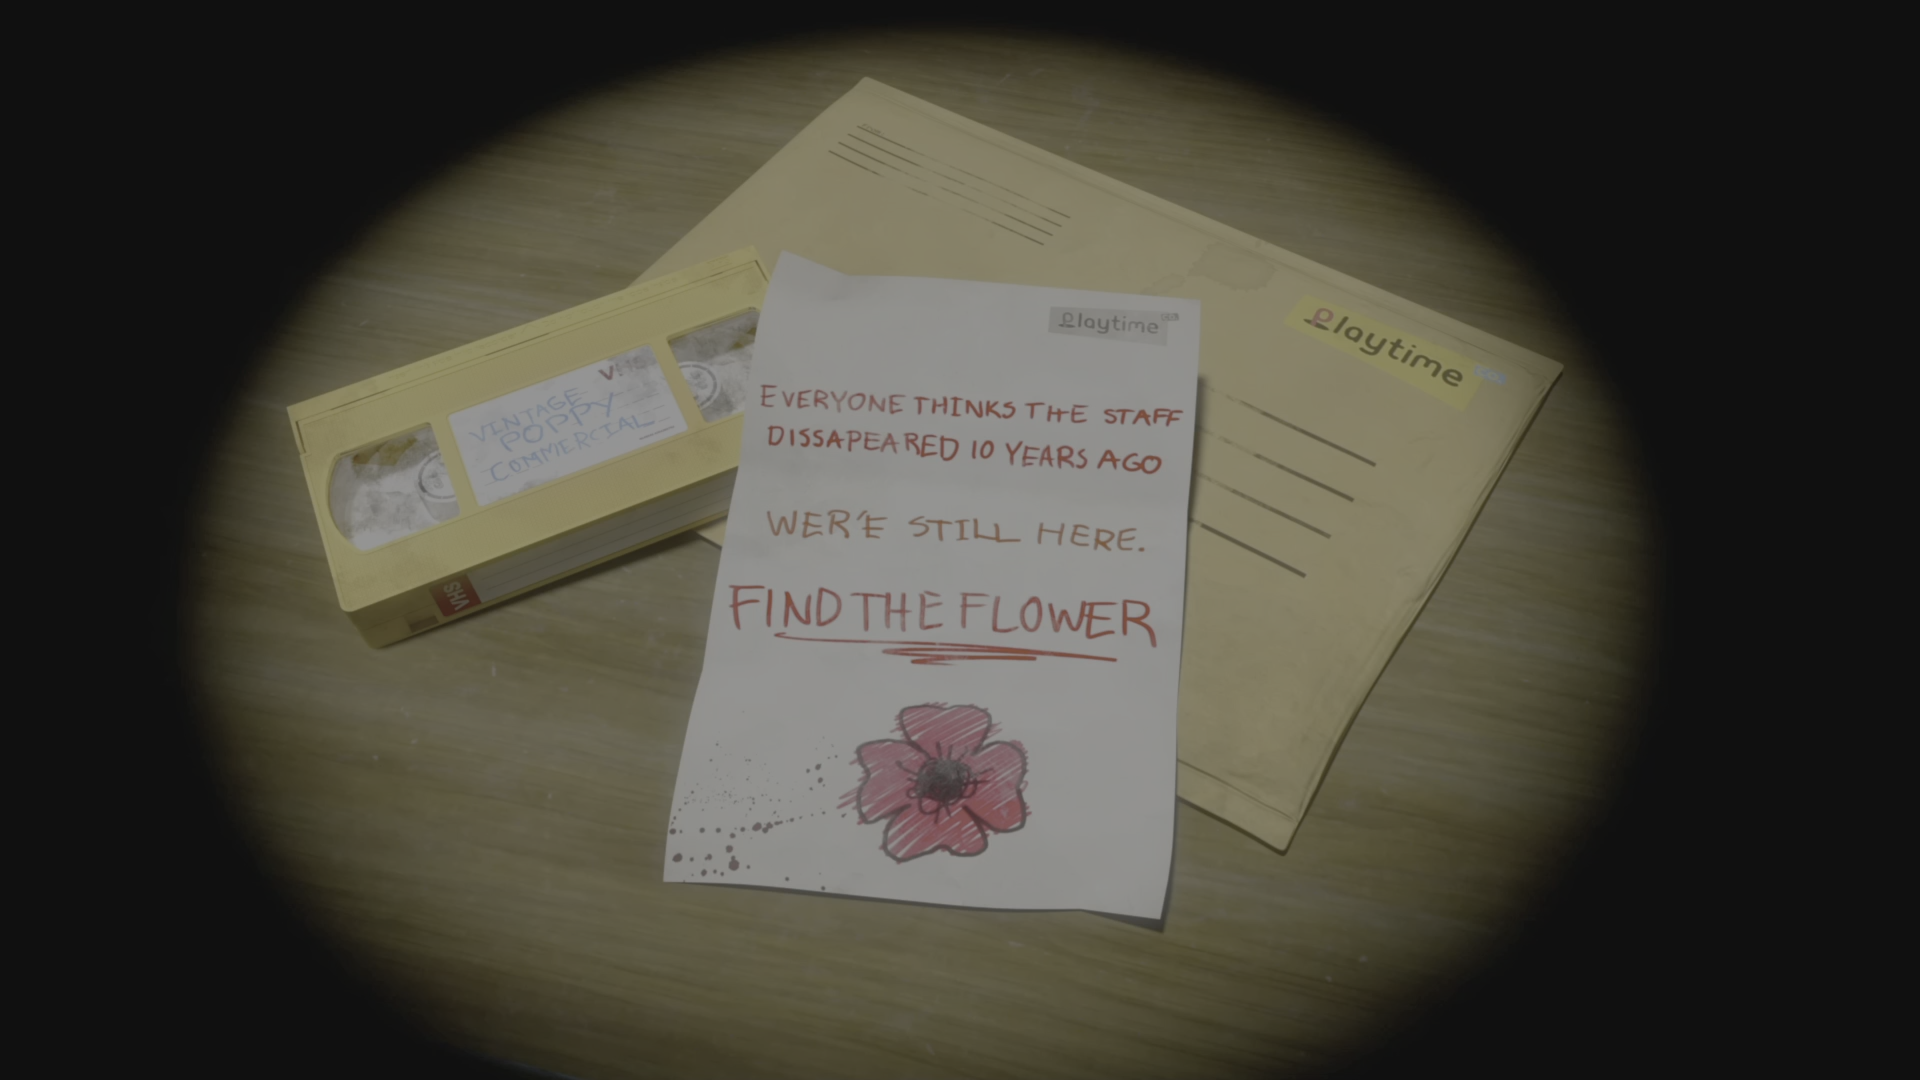 Playtime
VHS
VINTAGE
POPPY
COMMERCIAL
VHS
Playtime
EVERYONE THINKS THE STAFF
DISSAPEARED 10 YEARS AGO
WER'E STILL HERE.
FIND THE FLOWER